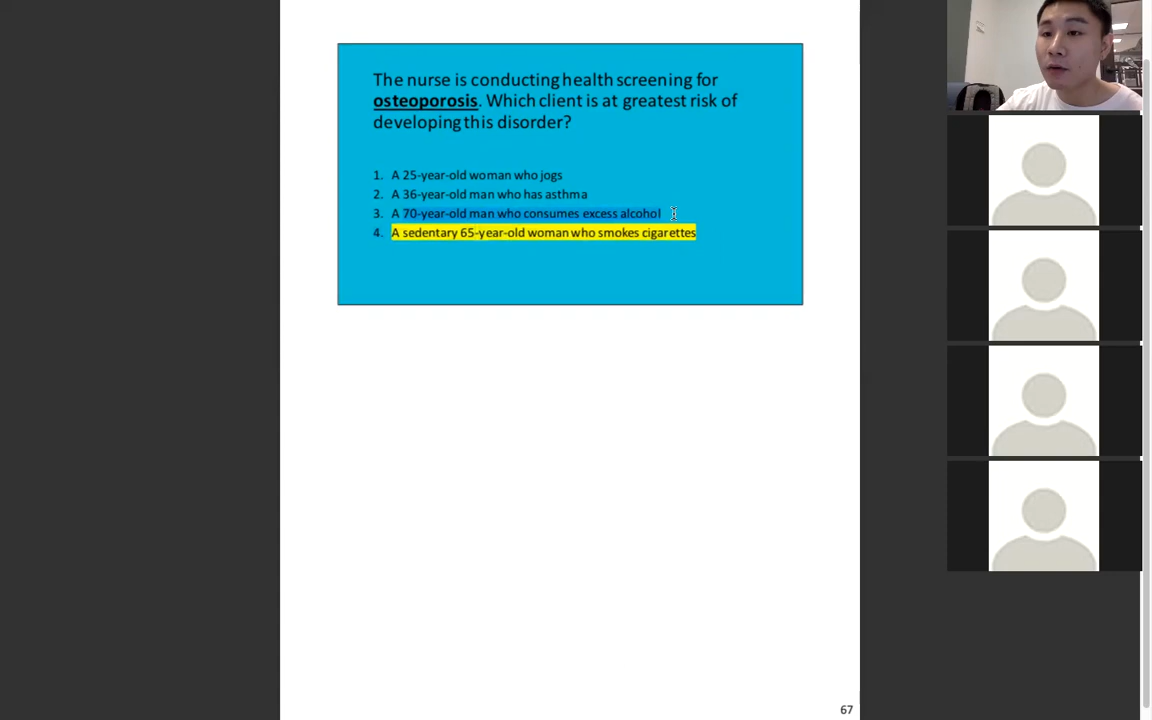 The nurse is conducting health screening for
osteoporosis. Which client is at greatest risk of
developing this disorder?
1. A 25-year-old woman who jogs
2. A 36-year-old man who has asthma
3. A 70-year-old man who consumes excess alcohol
4. A sedentary 65-year-old woman who smokes cigarettes
67